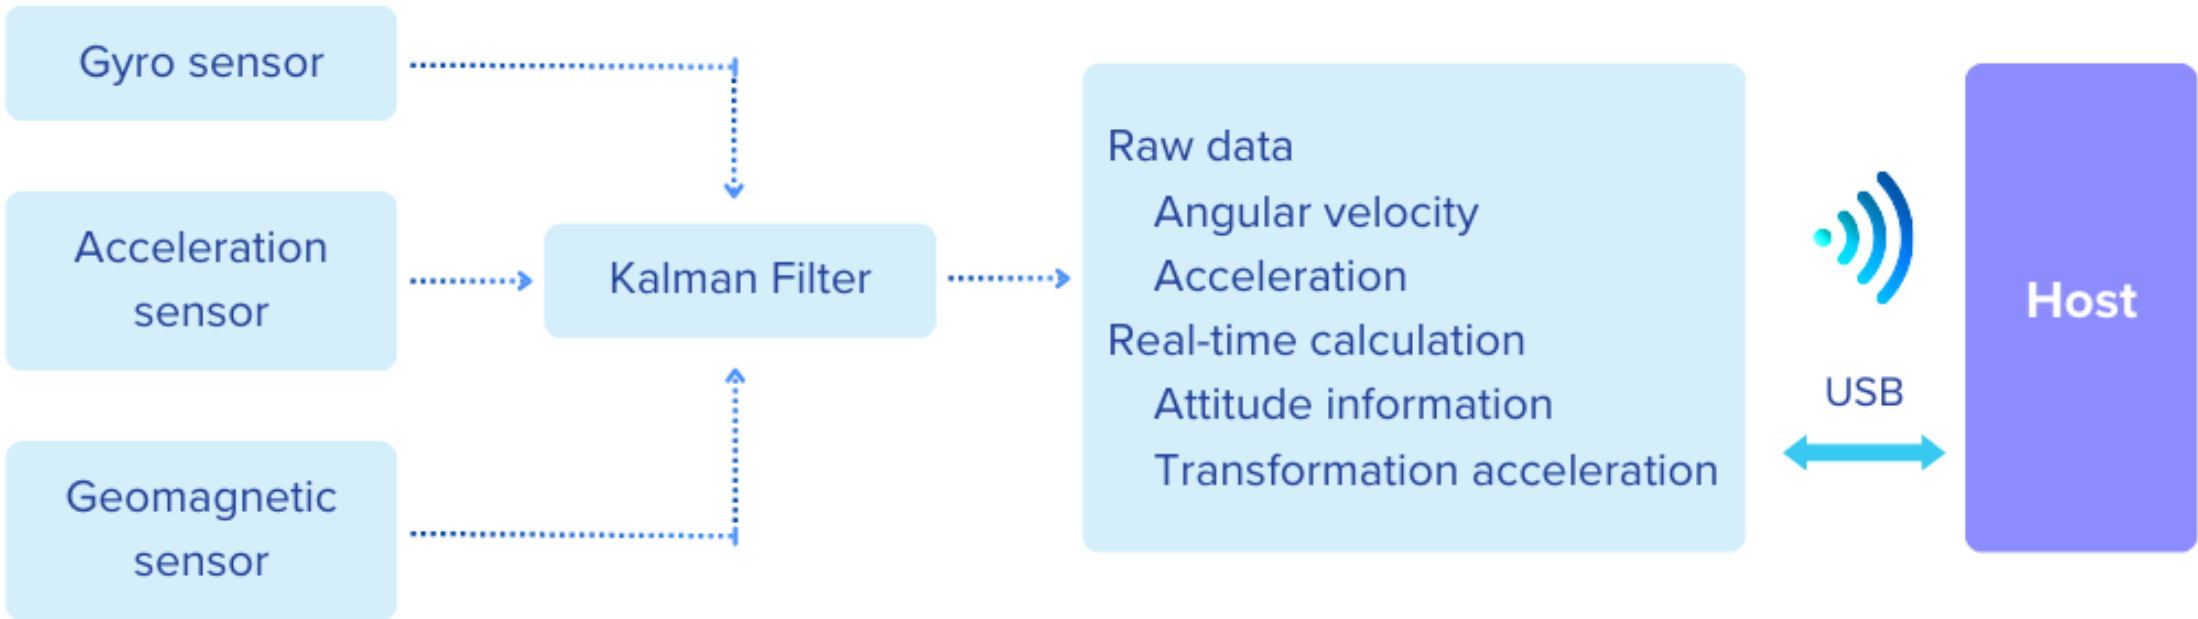 Gyro sensor
Acceleration
sensor
Geomagnetic
sensor
Kalman Filter
Raw data
Angular velocity
Acceleration
Real-time calculation
Attitude information
Transformation acceleration
USB
Host